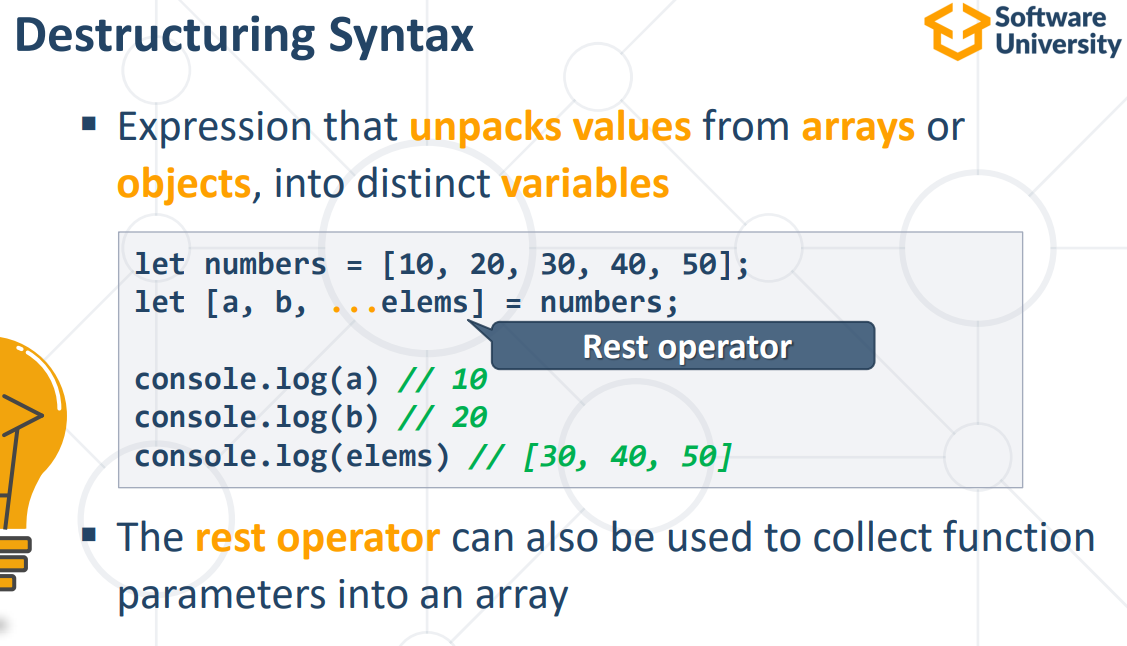 Destructuring Syntax
Software
University
▪ Expression that unpacks values from arrays or
objects, into distinct variables
let numbers = [10, 20, 30, 40, 50];
let [a, b, ...elems] = numbers;
Rest operator
console.log(a) // 10
console.log(b) // 20
console.log(elems) // [30, 40, 50]
▪ The rest operator can also be used to collect function
parameters into an array